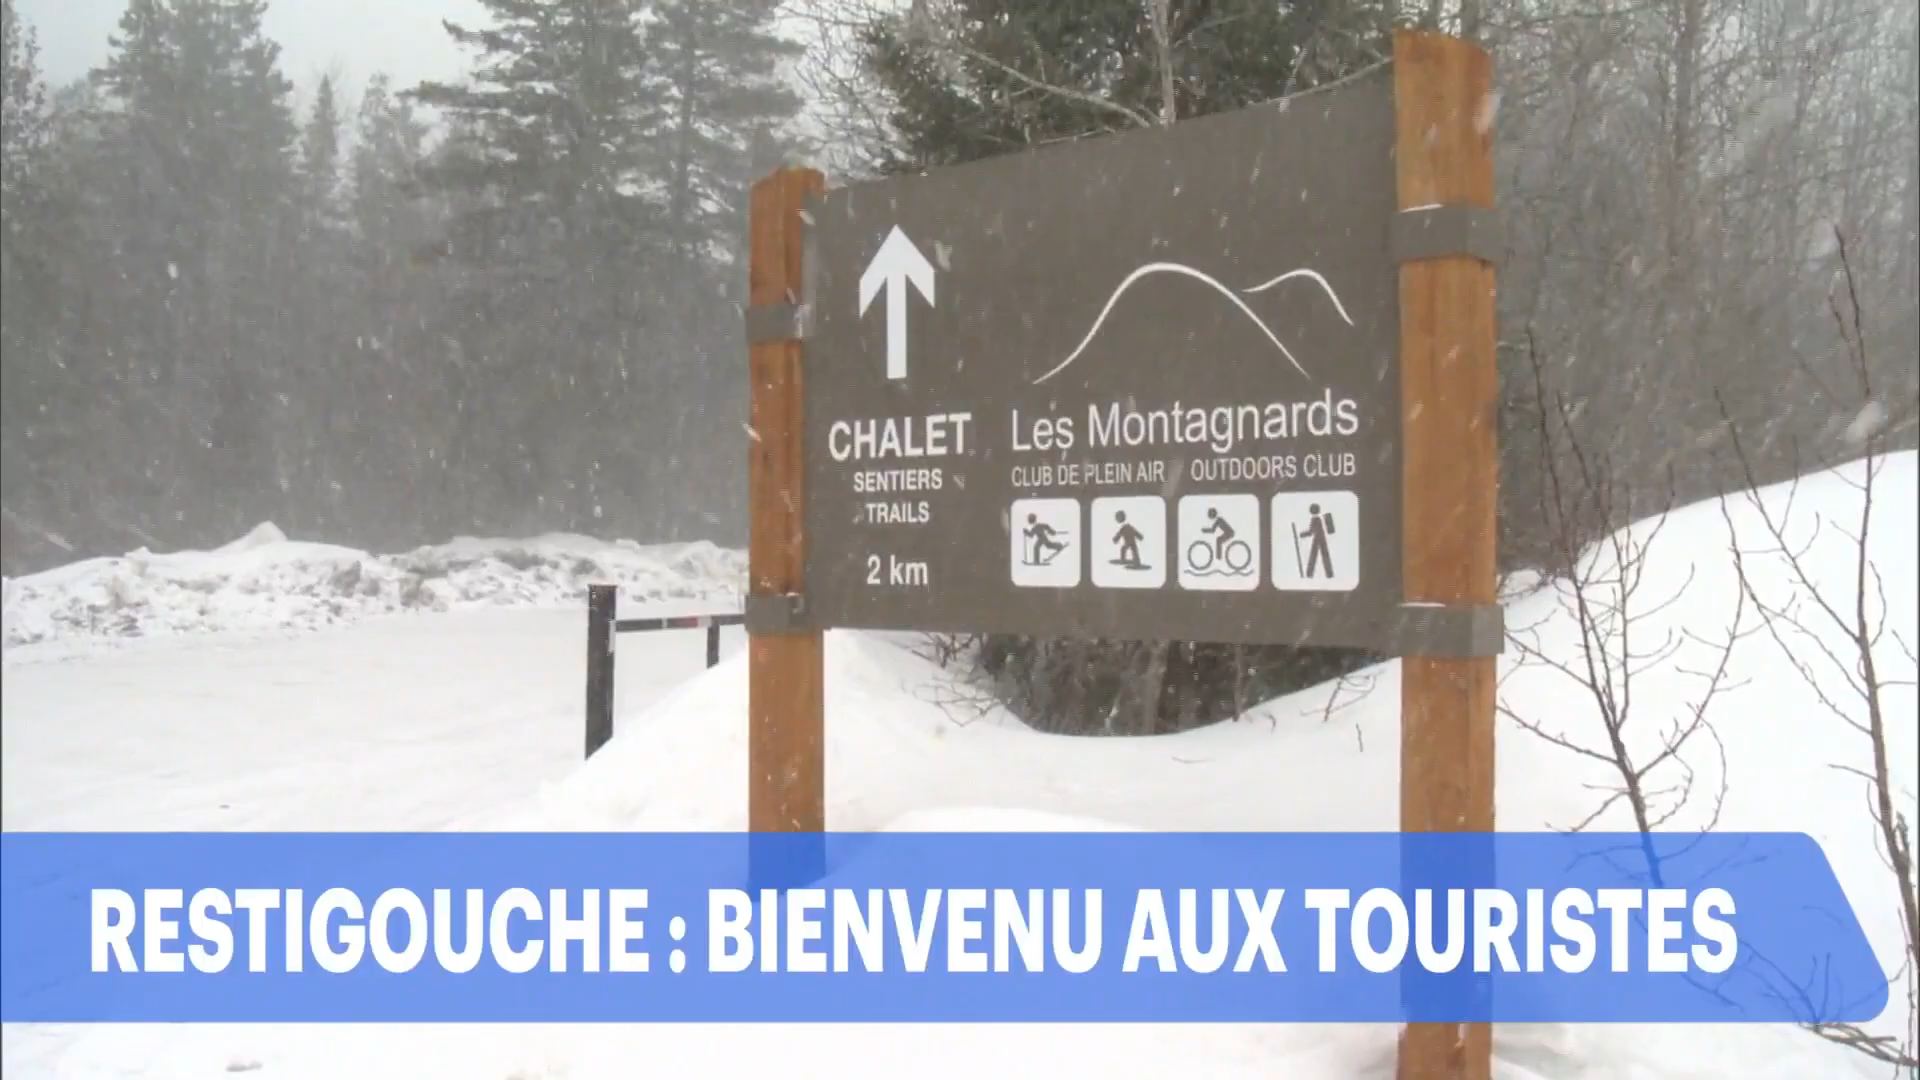 CHALET
SENTIERS
TRAILS
2 km
Les Montagnards
CLUB DE PLEIN AIR OUTDOORS CLUB
RESTIGOUCHE : BIENVENU AUX TOURISTES